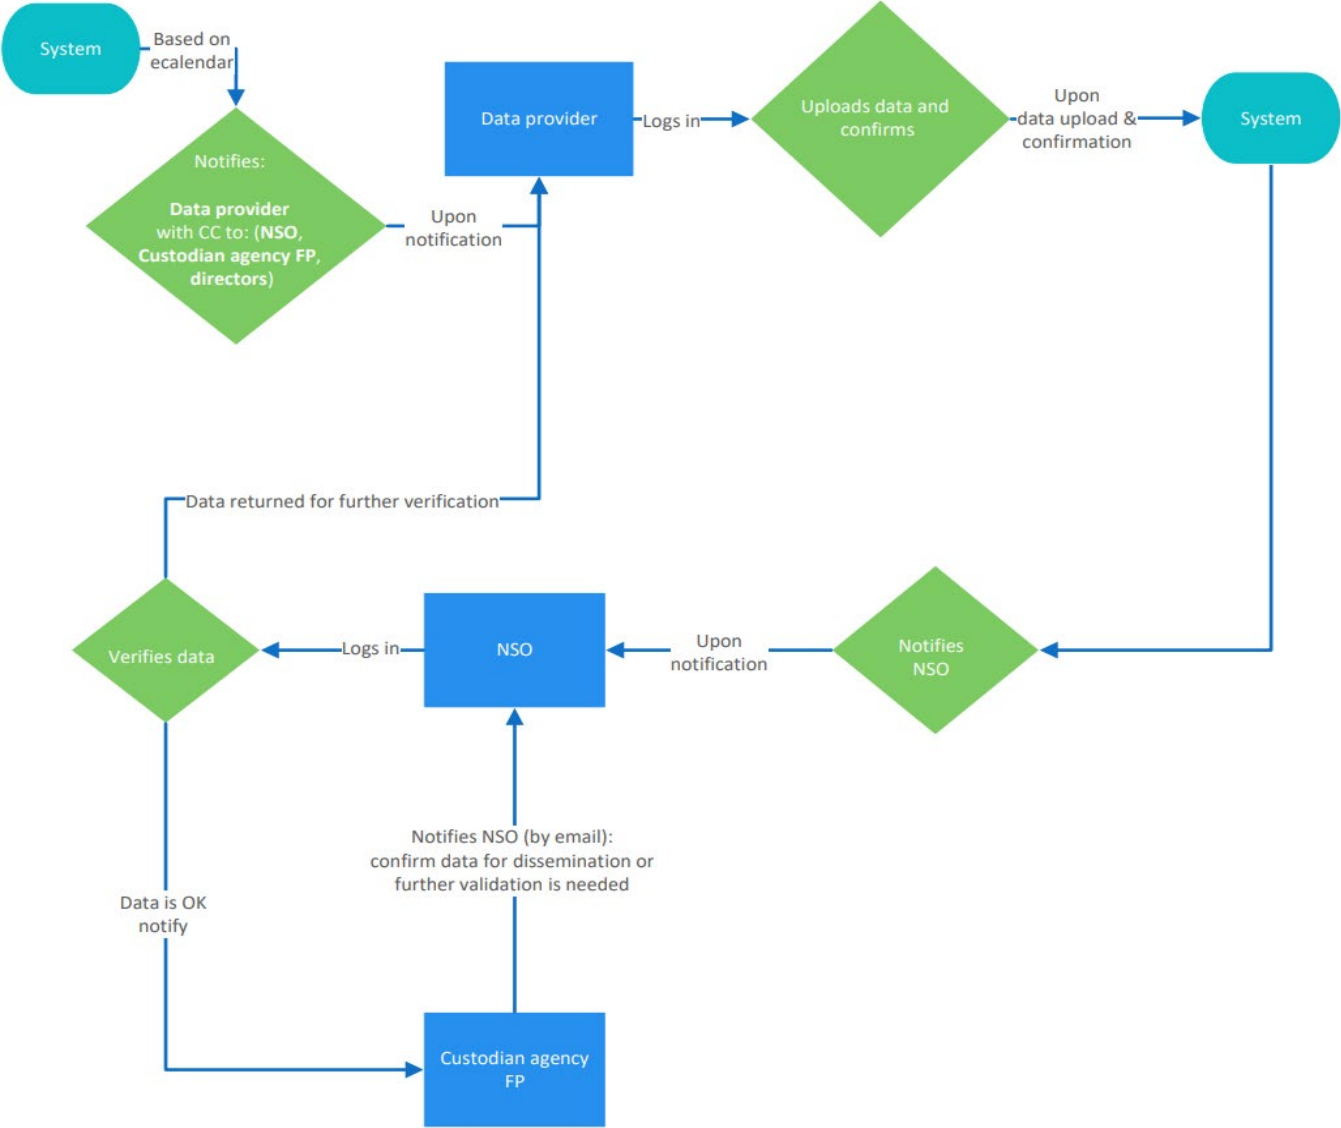 System
Based on
ecalendar
Notifies:
Data provider
with CC to: (NSO,
Custodian agency FP,
directors)
Upon
notification
Data provider
Logs in
Uploads data and
confirms
Upon
data upload &
confirmation
System
Data returned for further verification
Verifies data
Logs in
NSO
Upon
notification
Notifies
NSO
Notifies NSO (by email):
confirm data for dissemination or
further validation is needed
Data is OK
notify
Custodian agency
FP